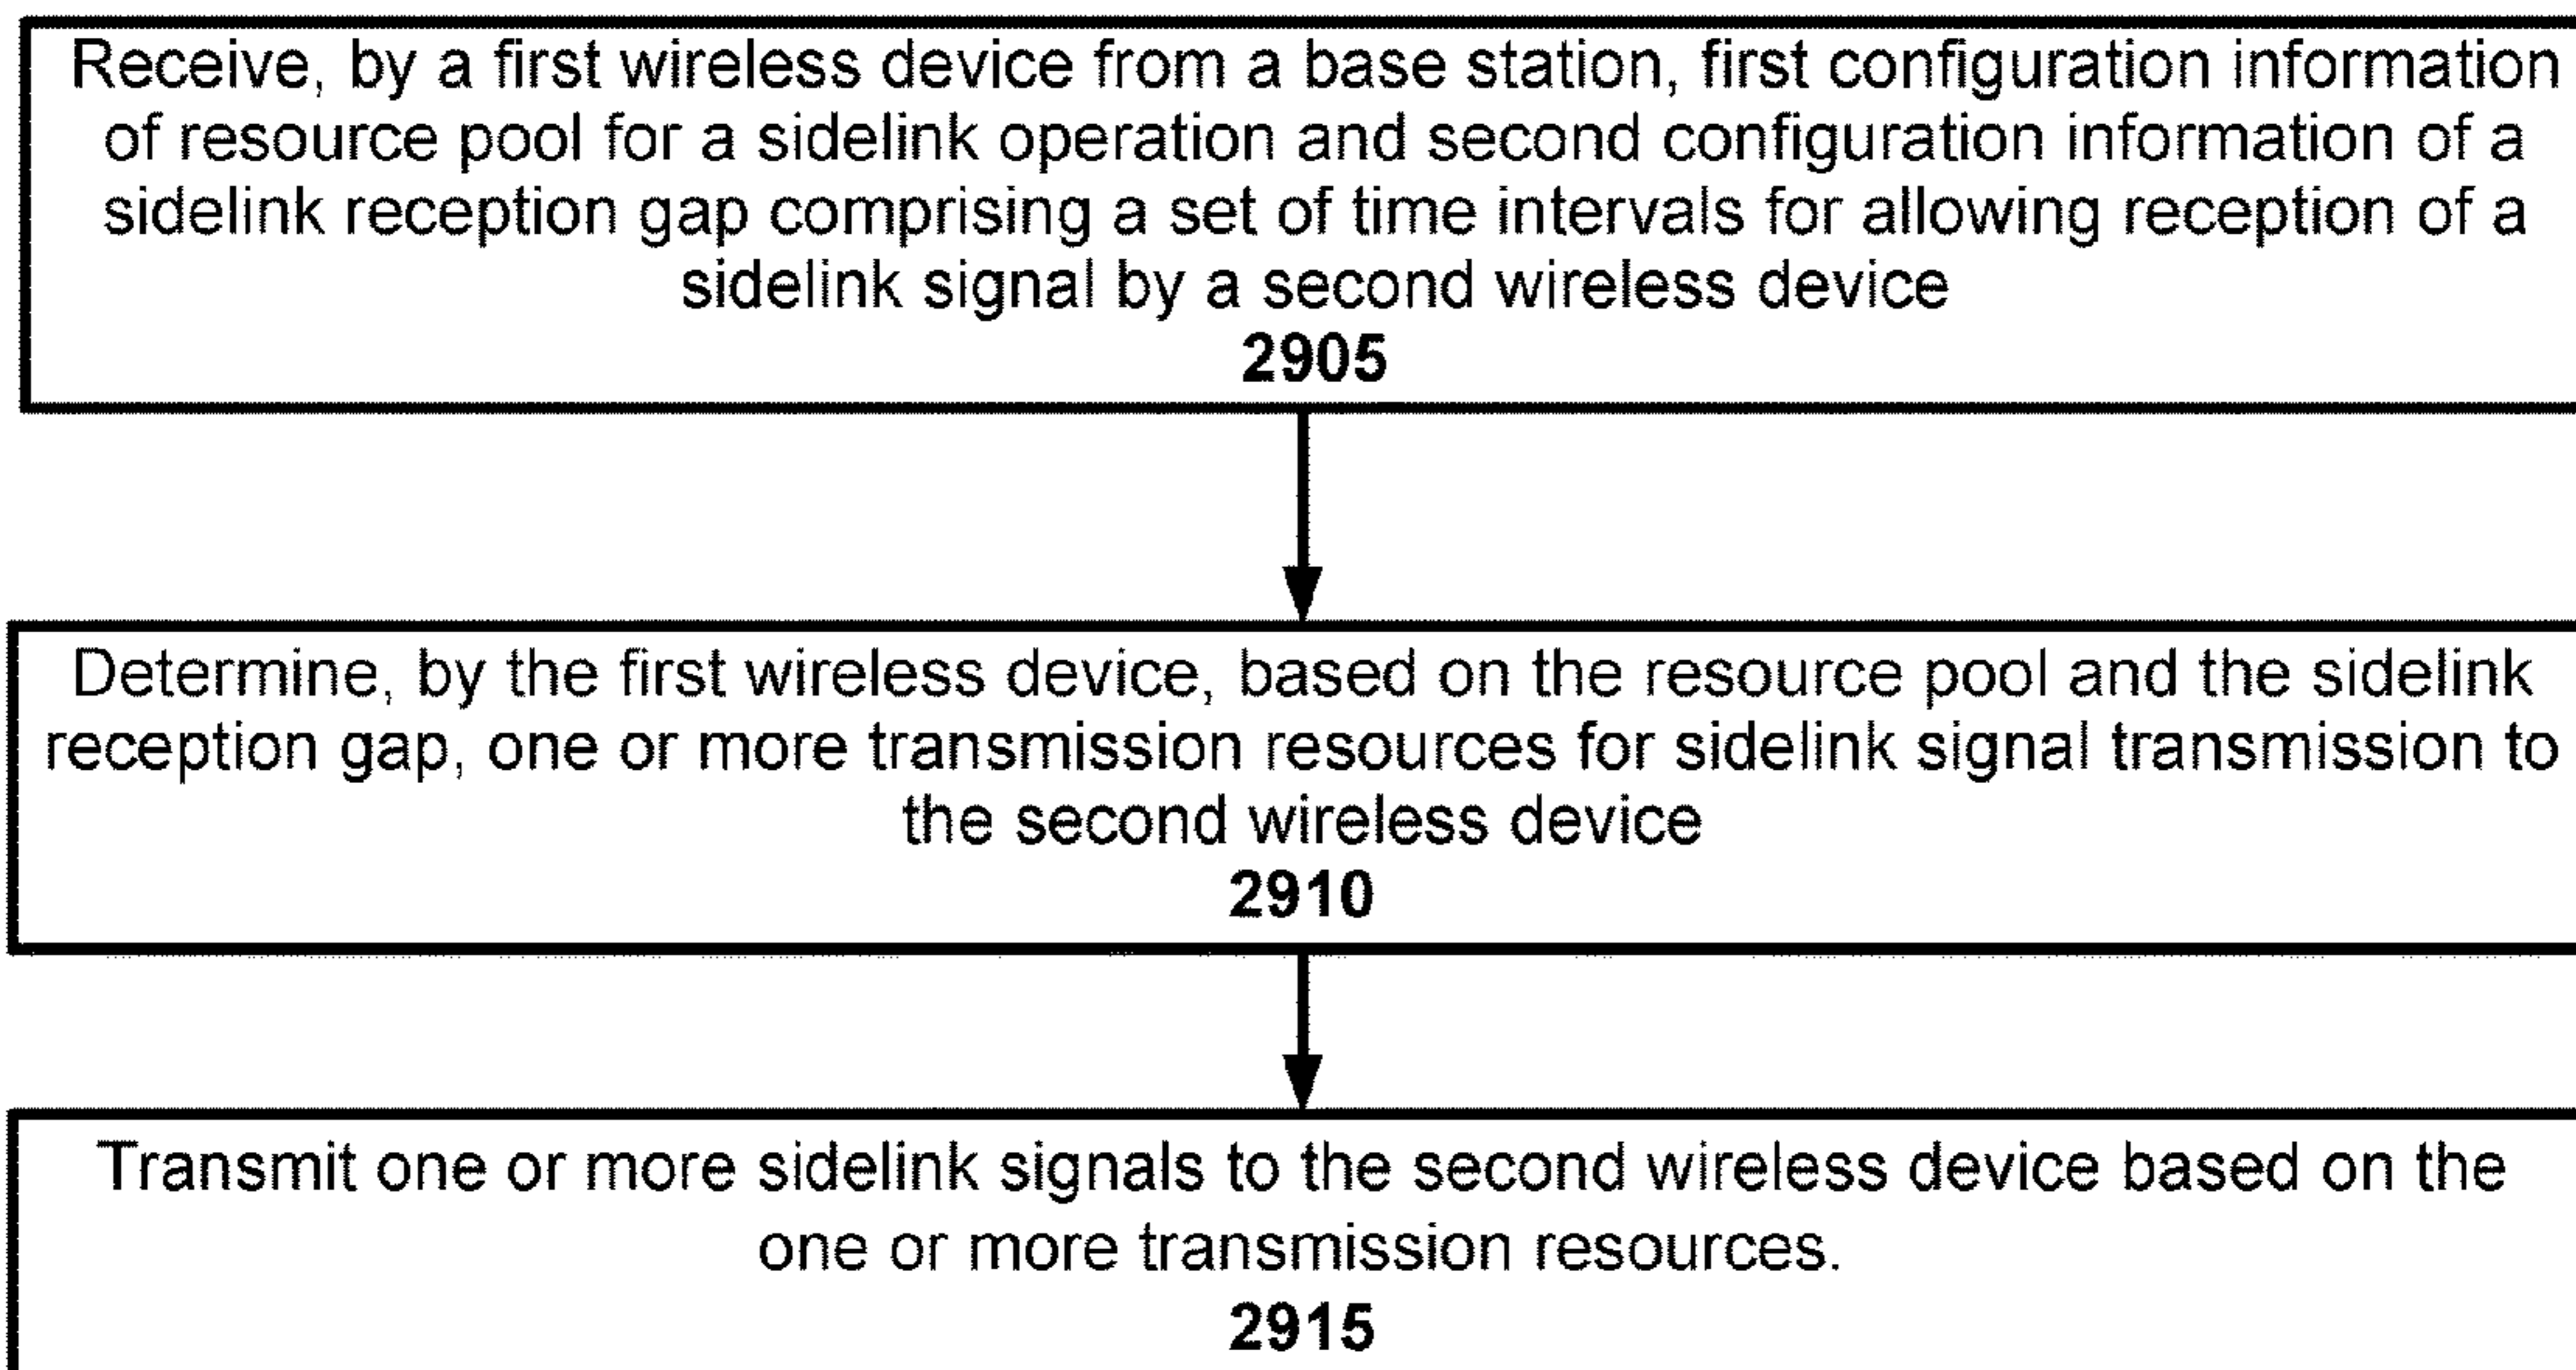 Receive, by a first wireless device from a base station, first configuration information
of resource pool for a sidelink operation and second configuration information of a
sidelink reception gap comprising a set of time intervals for allowing reception of a
sidelink signal by a second wireless device
2905
Determine, by the first wireless device, based on the resource pool and the sidelink
reception gap, one or more transmission resources for sidelink signal transmission to
the second wireless device
2910
Transmit one or more sidelink signals to the second wireless device based on the
one or more transmission resources.
2915